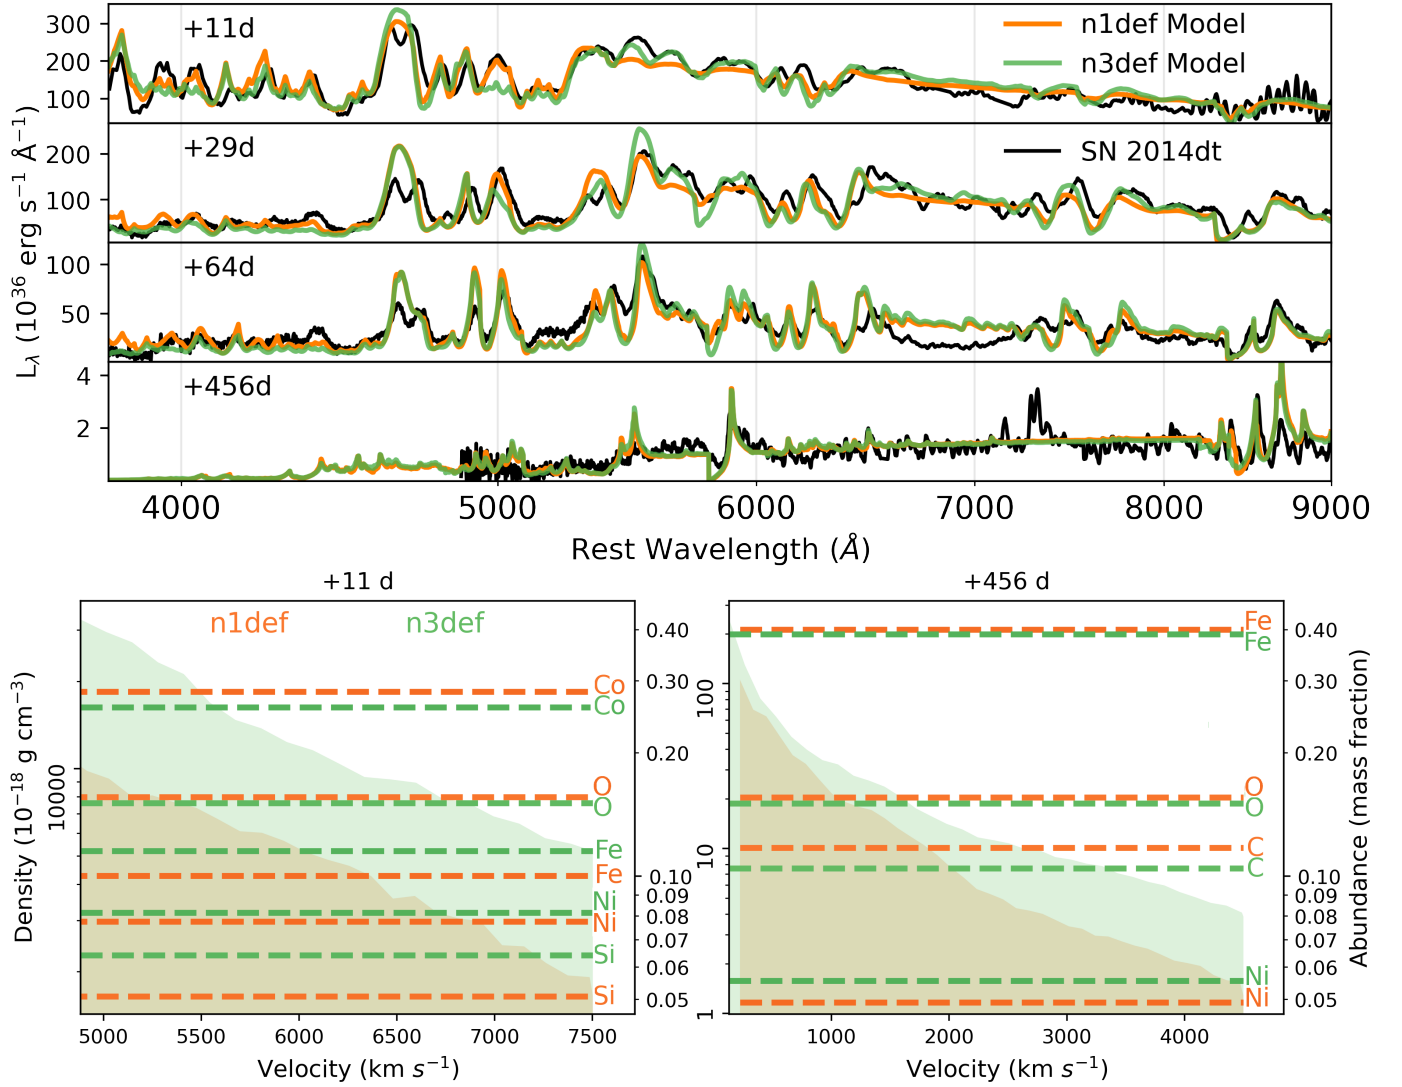 +11d
n1def Model
n3def Model
300
200
100
+29d
SN 2014dt
200
100
+64d
100
50
+456d
4
2
L_λ (10^36 erg s^−1 Å^−1)
4000 5000 6000 7000 8000 9000
Rest Wavelength (Å)
+11 d
n1def n3def
Co
Co
O
O
Fe
Fe
Ni
Ni
Si
Si
10000
Density (10^−18 g cm^−3)
0.40
0.30
0.20
0.10
0.09
0.08
0.07
0.06
0.05
5000 5500 6000 6500 7000 7500
Velocity (km s^−1)
+456 d
Fe
Fe
O
O
C
C
Ni
Ni
100
10
1
0.40
0.30
0.20
0.10
0.09
0.08
0.07
0.06
0.05
Abundance (mass fraction)
1000 2000 3000 4000
Velocity (km s^−1)